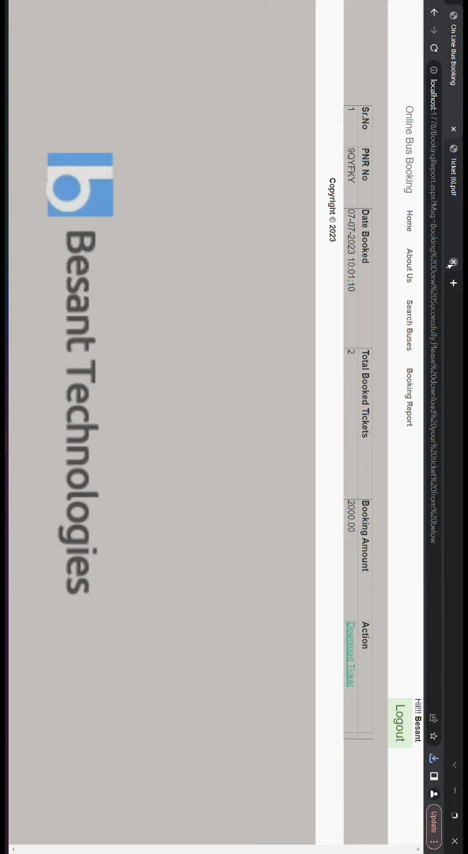 On Line Bus Booking
Ticket (6).pdf
localhost:1778/BookingReport.aspx?Msg=Booking%20Done%20Successfully.Please%20download%20your%20ticket%20from%20below
Update
Hi!!! Besant
Online Bus Booking Home About Us Search Buses Booking Report Logout
Sr.No PNR No Date Booked Total Booked Tickets Booking Amount Action
1 9QYFKY 07-07-2023 10:01:10 2 2000.00 Download Ticket
Copyright © 2023
b Besant Technologies